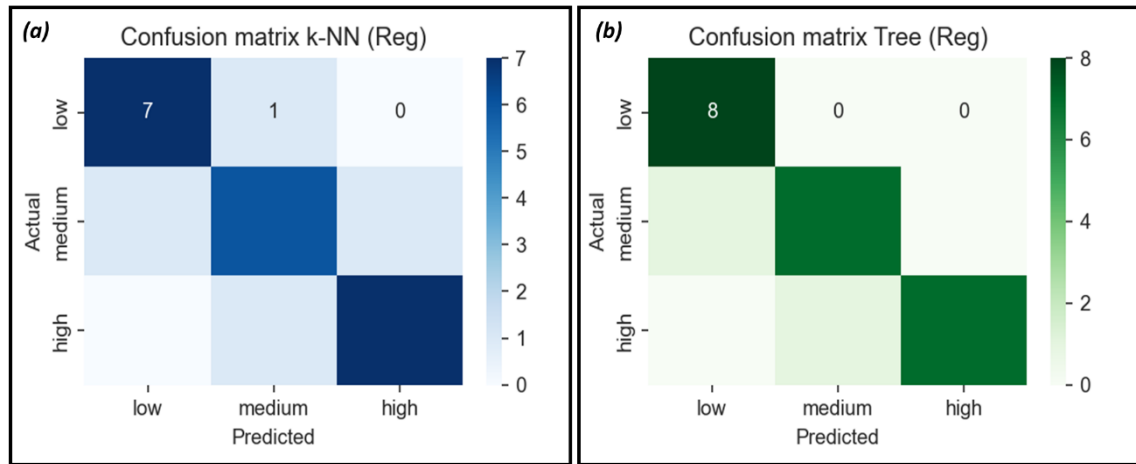 (a)
Confusion matrix k-NN (Reg)
7 1 0
low
medium
high
Actual
low medium high
Predicted
7
6
5
4
3
2
1
0
(b)
Confusion matrix Tree (Reg)
8 0 0
low
medium
high
Actual
low medium high
Predicted
8
6
4
2
0